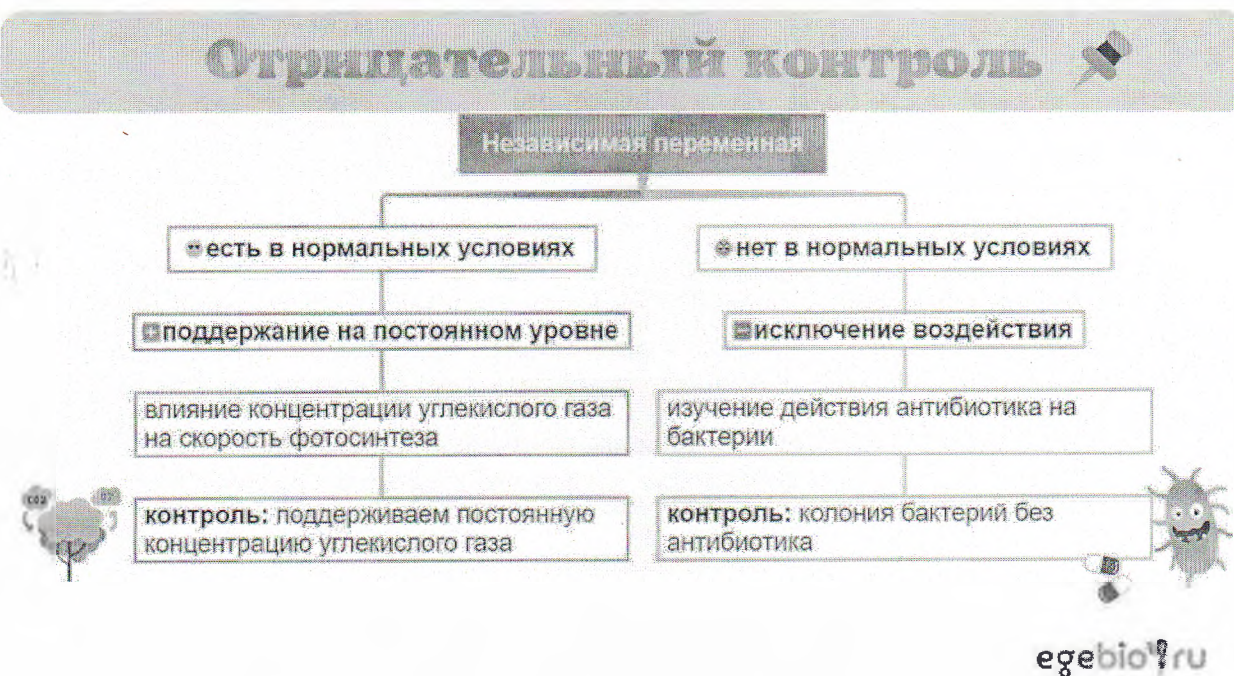 Отрицательный контроль
Независимая переменная
есть в нормальных условиях
нет в нормальных условиях
поддержание на постоянном уровне
исключение воздействия
влияние концентрации углекислого газа
на скорость фотосинтеза
изучение действия антибиотика на
бактерии
CO2
O2
контроль: поддерживаем постоянную
концентрацию углекислого газа
контроль: колония бактерий без
антибиотика
egebio.ru